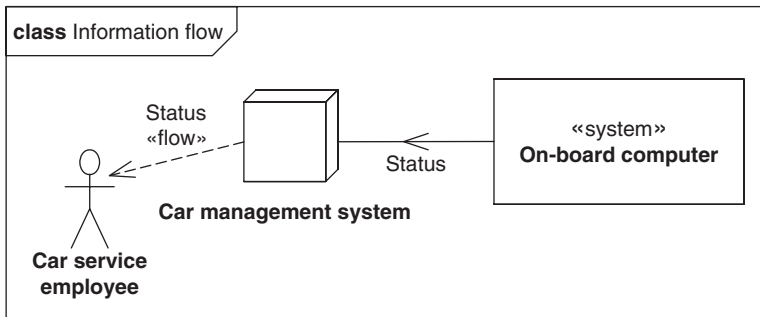 class Information flow
Status
«flow»
Status
«system»
On-board computer
Car management system
Car service
employee